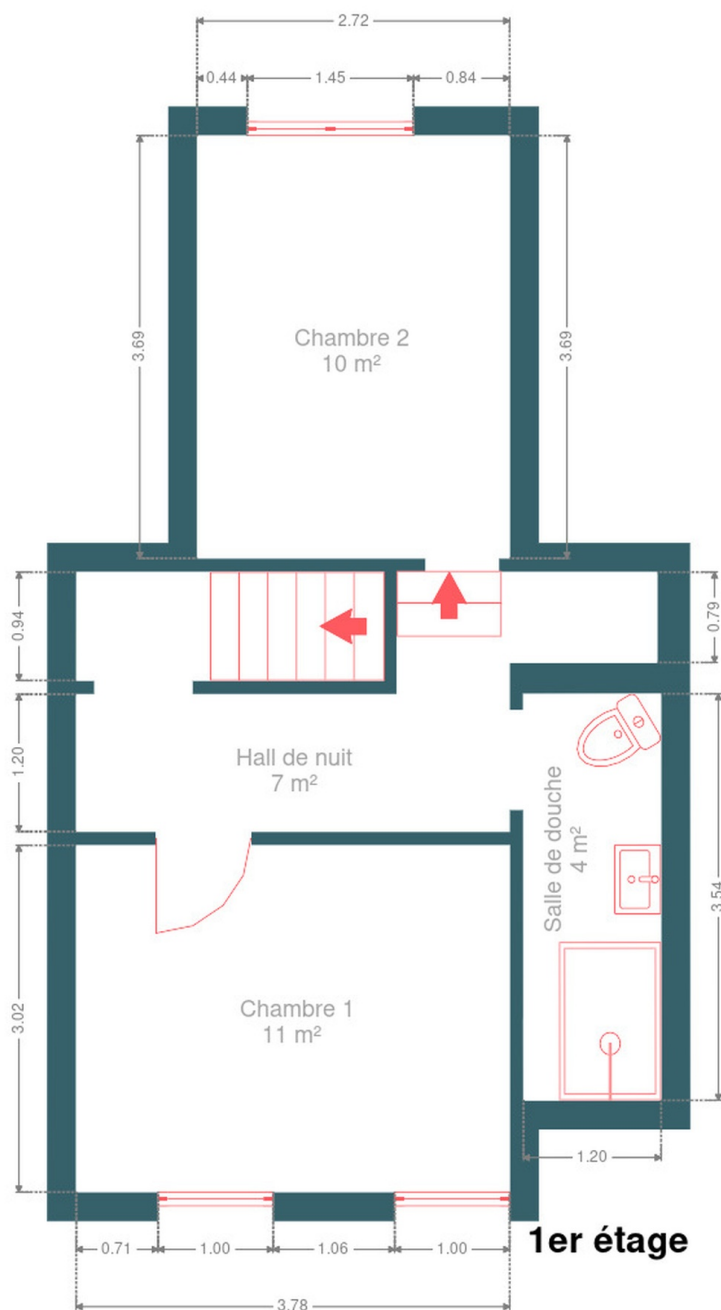 2.72
0.44 1.45 0.84
3.69
3.69
Chambre 2
10 m²
0.94
0.79
1.20
Hall de nuit
7 m²
Salle de douche
4 m²
3.54
3.02
Chambre 1
11 m²
1.20
0.71 1.00 1.06 1.00
1er étage
3.78